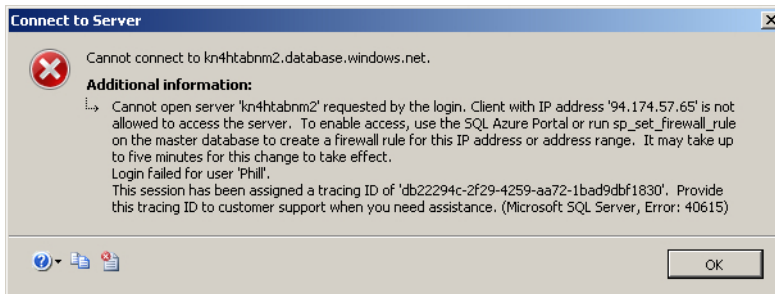 Connect to Server
Cannot connect to kn4htabnm2.database.windows.net.
Additional information:
Cannot open server 'kn4htabnm2' requested by the login. Client with IP address '94.174.57.65' is not
allowed to access the server.  To enable access, use the SQL Azure Portal or run sp_set_firewall_rule
on the master database to create a firewall rule for this IP address or address range.  It may take up
to five minutes for this change to take effect.
Login failed for user 'Phill'.
This session has been assigned a tracing ID of 'db22294c-2f29-4259-aa72-1bad9dbf1830'.  Provide
this tracing ID to customer support when you need assistance. (Microsoft SQL Server, Error: 40615)
OK